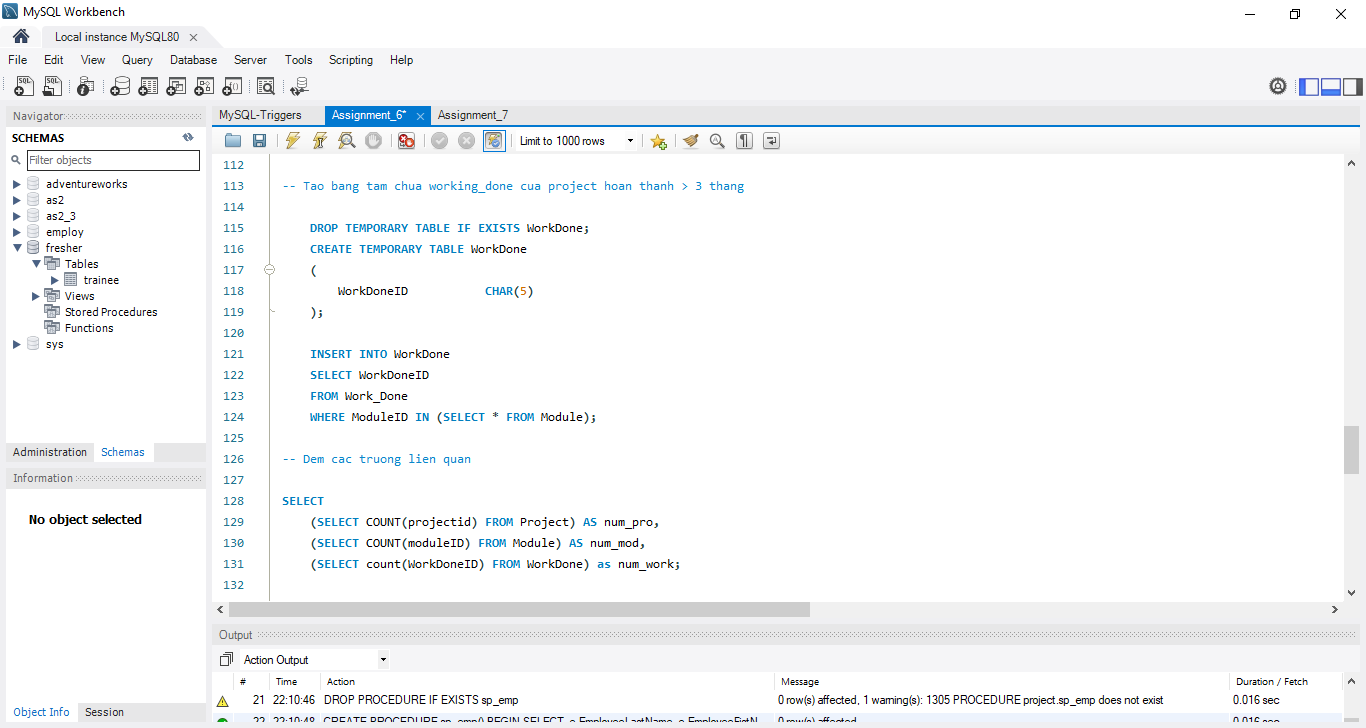 MySQL Workbench
Local instance MySQL80
File Edit View Query Database Server Tools Scripting Help
Navigator
SCHEMAS
Filter objects
adventureworks
as2
as2_3
employ
fresher
Tables
trainee
Views
Stored Procedures
Functions
sys
Administration Schemas
Information
No object selected
Object Info Session
MySQL-Triggers Assignment_6* Assignment_7
Limit to 1000 rows
112
113 -- Tao bang tam chua working_done cua project hoan thanh > 3 thang
114
115 DROP TEMPORARY TABLE IF EXISTS WorkDone;
116 CREATE TEMPORARY TABLE WorkDone
117 (
118 WorkDoneID CHAR(5)
119 );
120
121 INSERT INTO WorkDone
122 SELECT WorkDoneID
123 FROM Work_Done
124 WHERE ModuleID IN (SELECT * FROM Module);
125
126 -- Dem cac truong lien quan
127
128 SELECT
129 (SELECT COUNT(projectid) FROM Project) AS num_pro,
130 (SELECT COUNT(moduleID) FROM Module) AS num_mod,
131 (SELECT count(WorkDoneID) FROM WorkDone) as num_work;
132
Output
Action Output
# Time Action Message Duration / Fetch
21 22:10:46 DROP PROCEDURE IF EXISTS sp_emp 0 row(s) affected, 1 warning(s): 1305 PROCEDURE project.sp_emp does not exist 0.016 sec
22 22:10:48 CREATE PROCEDURE sp_emp() BEGIN SELECT 0 row(s) affected 0.016 sec